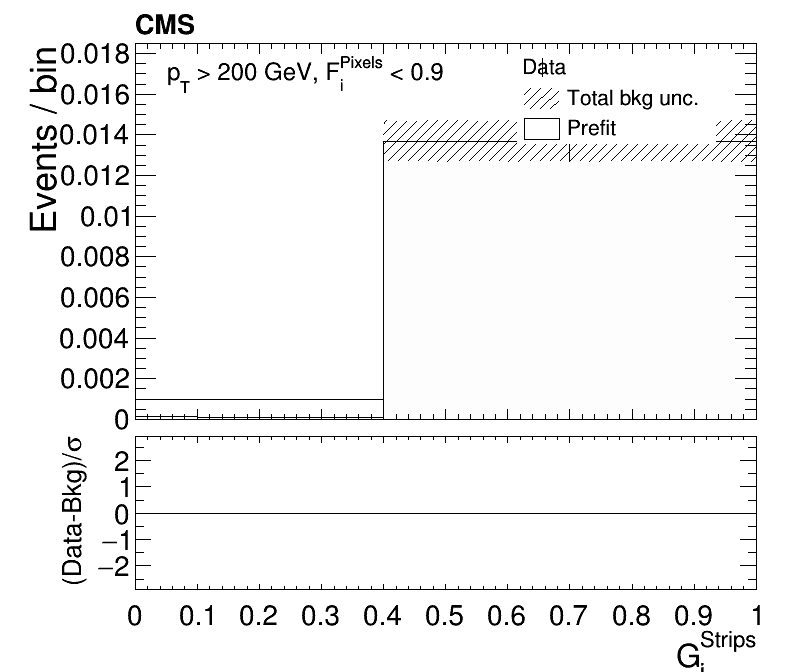 CMS
p_T > 200 GeV, F_i^Pixels < 0.9
Data
Total bkg unc.
Prefit
Events / bin
0.018
0.016
0.014
0.012
0.01
0.008
0.006
0.004
0.002
0
(Data-Bkg)/σ
2
1
0
−1
−2
0 0.1 0.2 0.3 0.4 0.5 0.6 0.7 0.8 0.9 1
G_i^Strips